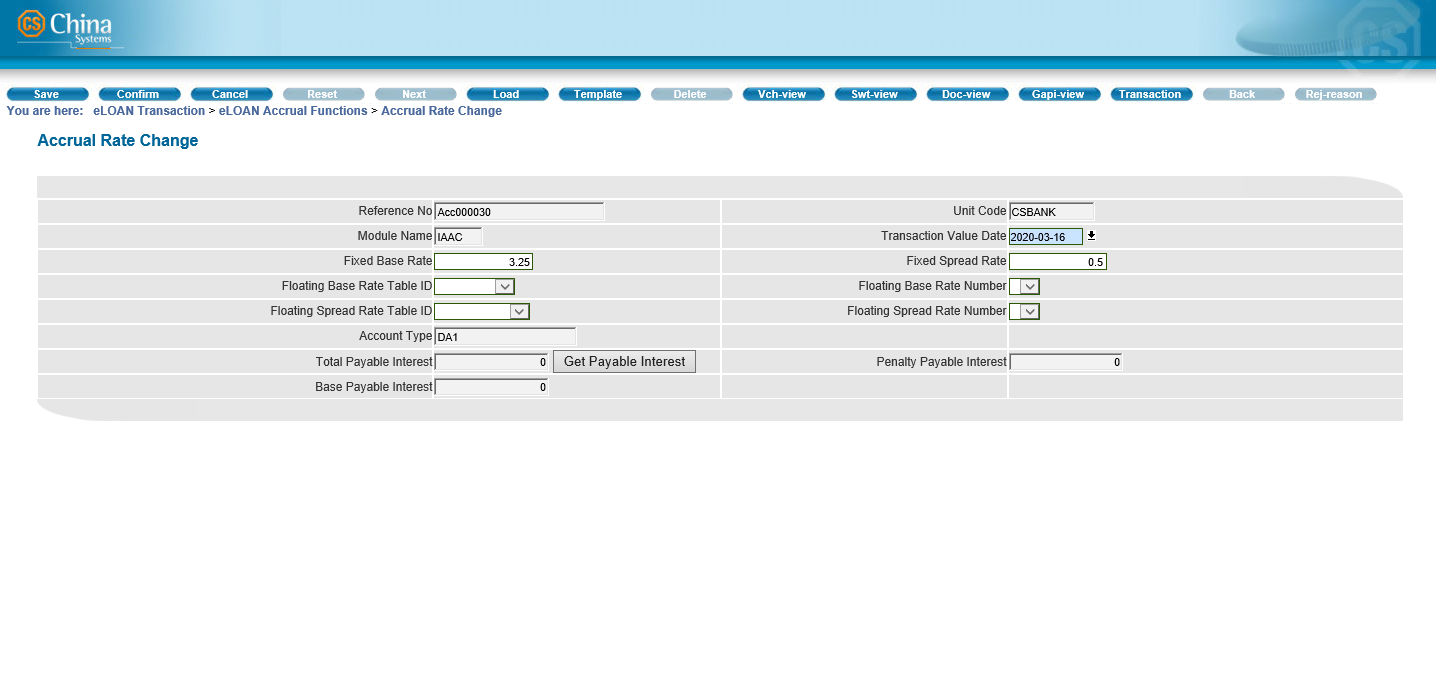 CS China
Systems
CS
Save Confirm Cancel Reset Next Load Template Delete Vch-view Swt-view Doc-view Gapi-view Transaction Back Rej-reason
You are here: eLOAN Transaction > eLOAN Accrual Functions > Accrual Rate Change
Accrual Rate Change
Reference No Acc000030 Unit Code CSBANK
Module Name IAAC Transaction Value Date 2020-03-16
Fixed Base Rate 3.25 Fixed Spread Rate 0.5
Floating Base Rate Table ID Floating Base Rate Number
Floating Spread Rate Table ID Floating Spread Rate Number
Account Type DA1
Total Payable Interest 0 Get Payable Interest Penalty Payable Interest 0
Base Payable Interest 0